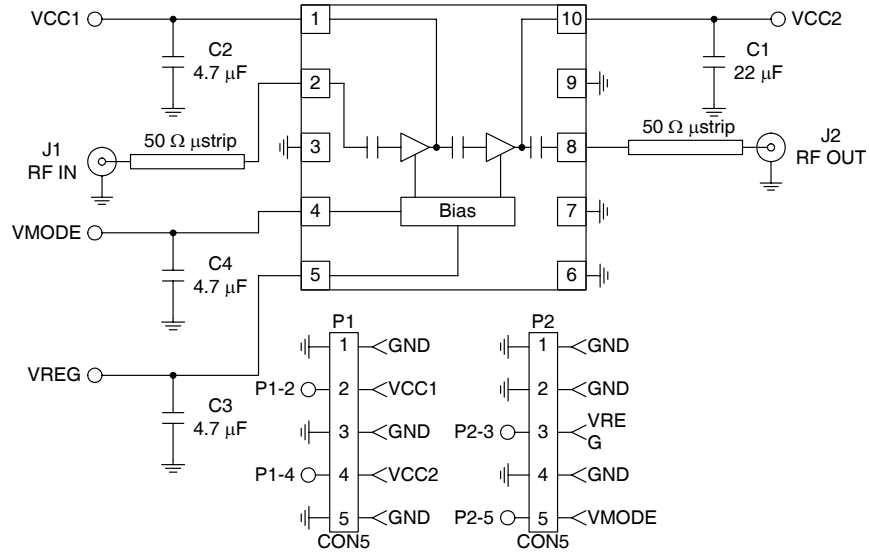 VCC1
C2
4.7 µF
1
10
VCC2
C1
22 µF
2
9
J1
RF IN
50 Ω µstrip
3
8
50 Ω µstrip
J2
RF OUT
VMODE
4
Bias
7
C4
4.7 µF
5
6
VREG
C3
4.7 µF
P1
1
GND
P1-2
2
VCC1
3
GND
P1-4
4
VCC2
5
GND
CON5
P2
1
GND
2
GND
P2-3
3
VRE
G
4
GND
P2-5
5
VMODE
CON5